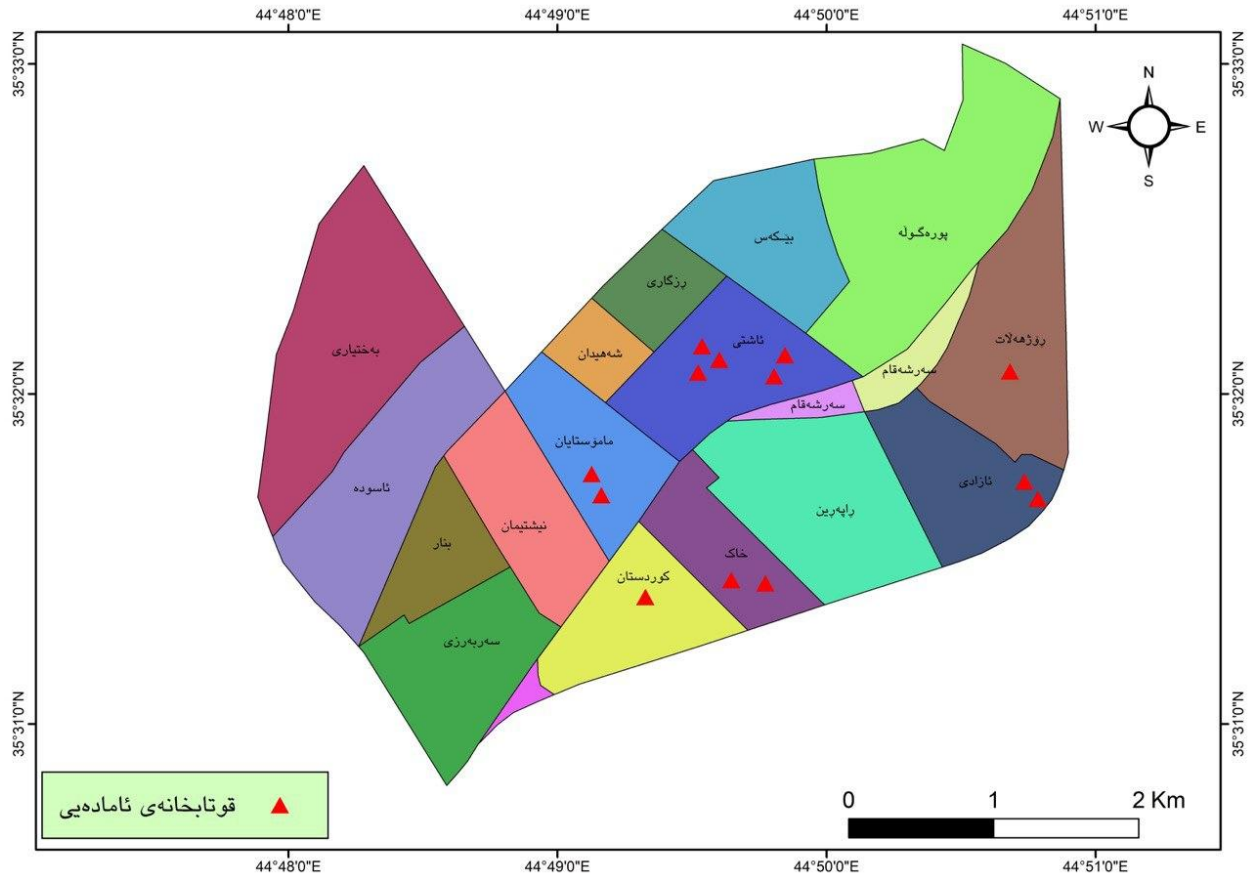 44°48'0"E 44°49'0"E 44°50'0"E 44°51'0"E
35°33'0"N 35°33'0"N
N
W E
S
پورەگوڵە
بێکەس
ڕزگاری
ڕۆژهەڵات
ئاشتی
بەختیاری
شەهیدان
سەرشەقام
35°32'0"N 35°32'0"N
سەرشەقام
مامۆستایان
ئازادی
ئاسودە
ڕاپەڕین
نیشتیمان
بنار
خاک
کوردستان
سەربەرزی
35°31'0"N 35°31'0"N
قوتابخانەی ئامادەیی
0 1 2 Km
44°48'0"E 44°49'0"E 44°50'0"E 44°51'0"E